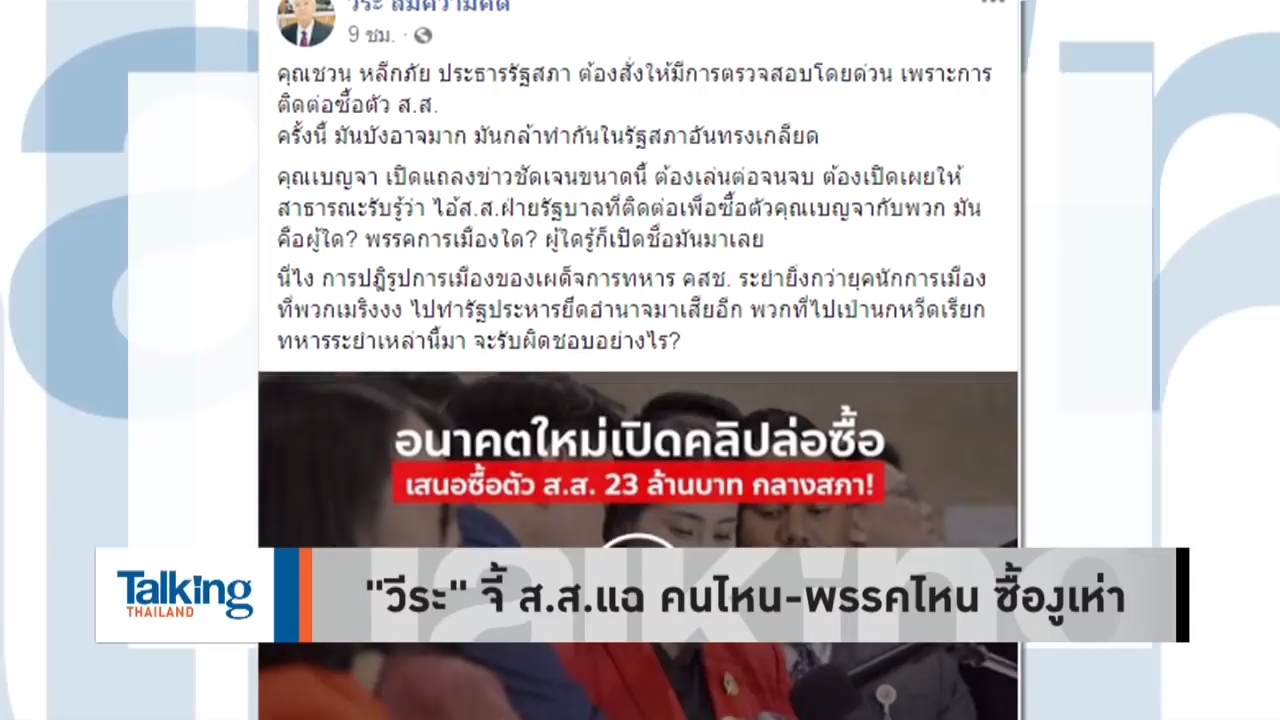 วีระ สมความคิด
9 ชม.
คุณชวน หลีกภัย ประธารรัฐสภา ต้องสั่งให้มีการตรวจสอบโดยด่วน เพราะการ
ติดต่อซื้อตัว ส.ส.
ครั้งนี้ มันบังอาจมาก มันกล้าทำกันในรัฐสภาอันทรงเกลียด
คุณเบญจา เปิดแถลงข่าวชัดเจนขนาดนี้ ต้องเล่นต่อจนจบ ต้องเปิดเผยให้
สาธารณะรับรู้ว่า ไอ้ส.ส.ฝ่ายรัฐบาลที่ติดต่อเพื่อซื้อตัวคุณเบญจากับพวก มัน
คือผู้ใด? พรรคการเมืองใด? ผู้ใดรู้ก็เปิดชื่อมันมาเลย
นี่ไง การปฎิรูปการเมืองของเผด็จการทหาร คสช. ระยำยิ่งกว่ายุคนักการเมือง
ที่พวกเมริงงง ไปทำรัฐประหารยึดฮำนาจมาเสียอีก พวกที่ไปเป่านกหวีดเรียก
ทหารระยำเหล่านี้มา จะรับผิดชอบอย่างไร?
อนาคตใหม่เปิดคลิปล่อซื้อ
เสนอซื้อตัว ส.ส. 23 ล้านบาท กลางสภา!
Talking
THAILAND
"วีระ" จี้ ส.ส.แฉ คนไหน-พรรคไหน ซื้องูเห่า